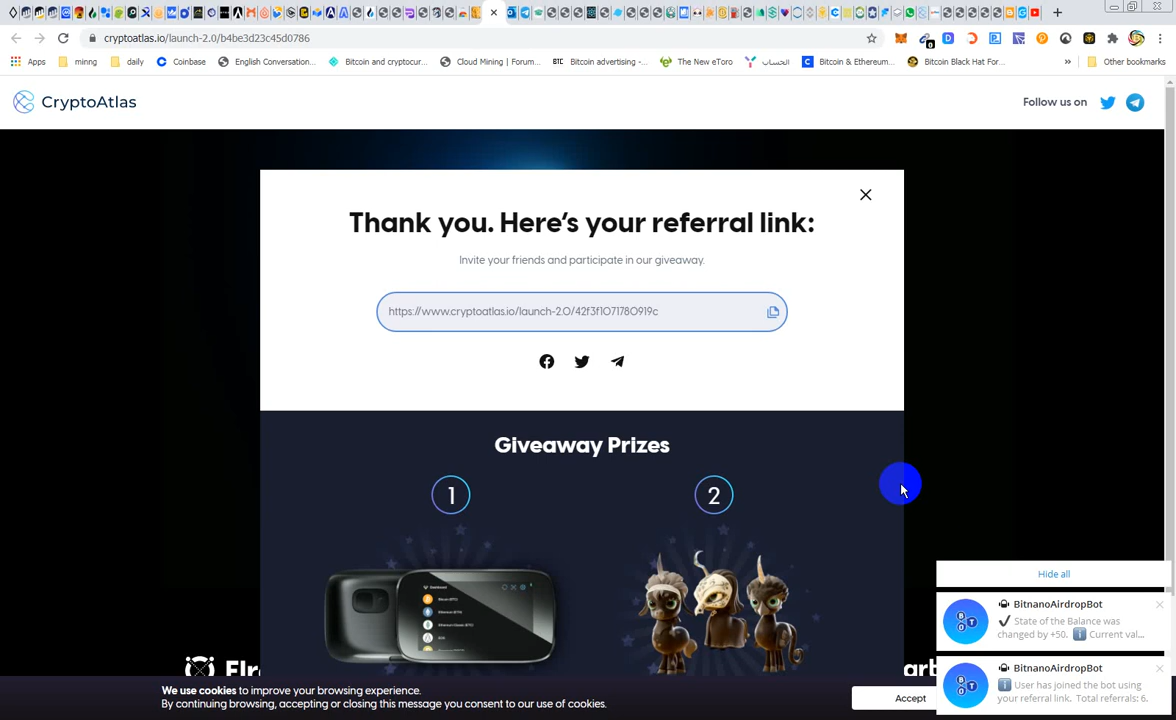 cryptoatlas.io/launch-2.0/b4be3d23c45d0786
Apps
minng
daily
Coinbase
English Conversation...
Bitcoin and cryptocur...
Cloud Mining | Forum...
BTC Bitcoin advertising -...
The New eToro
الحساب
Bitcoin & Ethereum...
Bitcoin Black Hat For...
»
Other bookmarks
CryptoAtlas
Follow us on
Thank you. Here's your referral link:
Invite your friends and participate in our giveaway.
https://www.cryptoatlas.io/launch-2.0/42f3f1071780919c
Giveaway Prizes
1
2
Hide all
BitnanoAirdropBot
State of the Balance was
changed by +50. Current val...
BitnanoAirdropBot
User has joined the bot using
your referral link. Total referrals: 6.
We use cookies to improve your browsing experience.
By continuing browsing, accepting or closing this message you consent to our use of cookies.
Accept